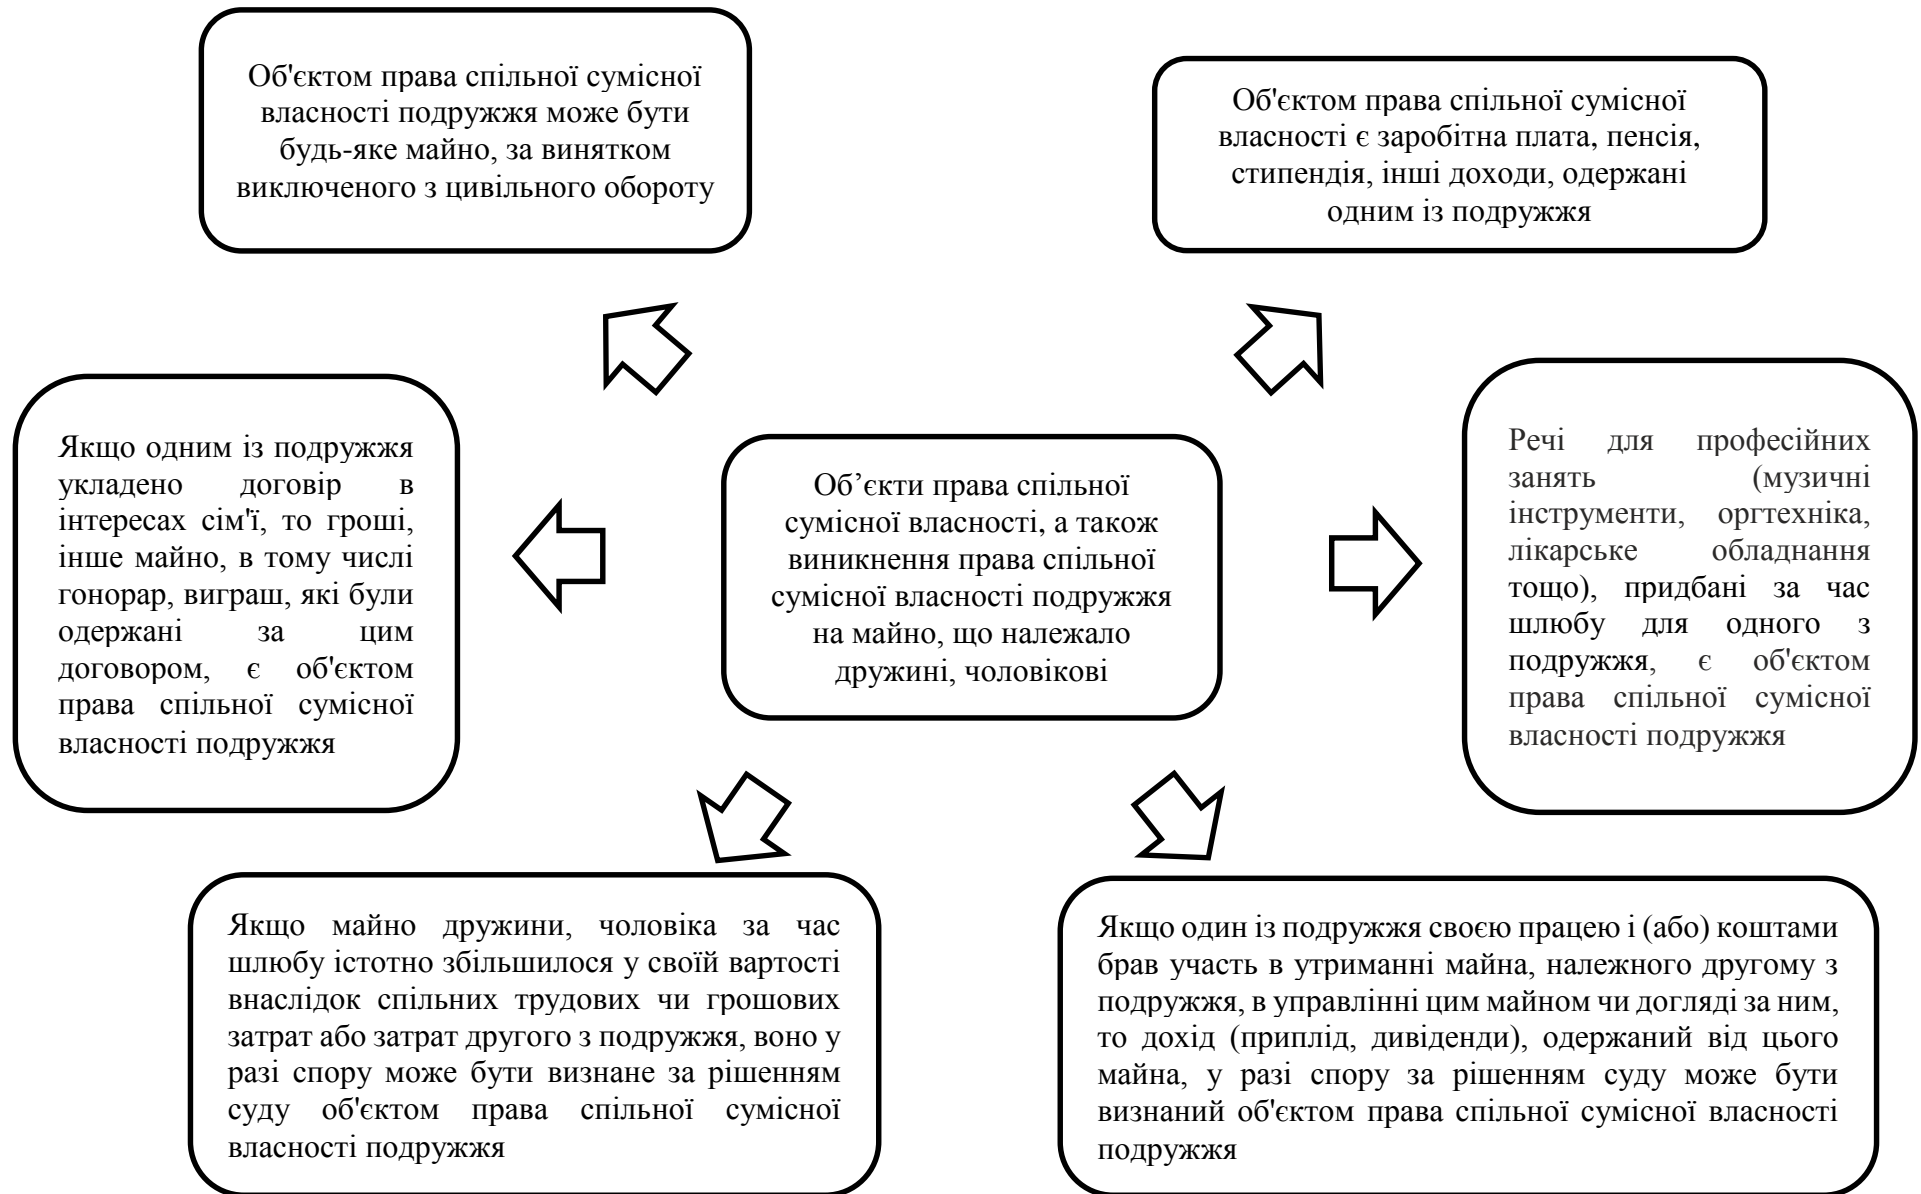 Об'єктом права спільної сумісної
власності подружжя може бути
будь-яке майно, за винятком
виключеного з цивільного обороту
Об'єктом права спільної сумісної
власності є заробітна плата, пенсія,
стипендія, інші доходи, одержані
одним із подружжя
Якщо одним із подружжя
укладено договір в
інтересах сім'ї, то гроші,
інше майно, в тому числі
гонорар, виграш, які були
одержані за цим
договором, є об'єктом
права спільної сумісної
власності подружжя
Об’єкти права спільної
сумісної власності, а також
виникнення права спільної
сумісної власності подружжя
на майно, що належало
дружині, чоловікові
Речі для професійних
занять (музичні
інструменти, оргтехніка,
лікарське обладнання
тощо), придбані за час
шлюбу для одного з
подружжя, є об'єктом
права спільної сумісної
власності подружжя
Якщо майно дружини, чоловіка за час
шлюбу істотно збільшилося у своїй вартості
внаслідок спільних трудових чи грошових
затрат або затрат другого з подружжя, воно у
разі спору може бути визнане за рішенням
суду об'єктом права спільної сумісної
власності подружжя
Якщо один із подружжя своєю працею і (або) коштами
брав участь в утриманні майна, належного другому з
подружжя, в управлінні цим майном чи догляді за ним,
то дохід (приплід, дивіденди), одержаний від цього
майна, у разі спору за рішенням суду може бути
визнаний об'єктом права спільної сумісної власності
подружжя